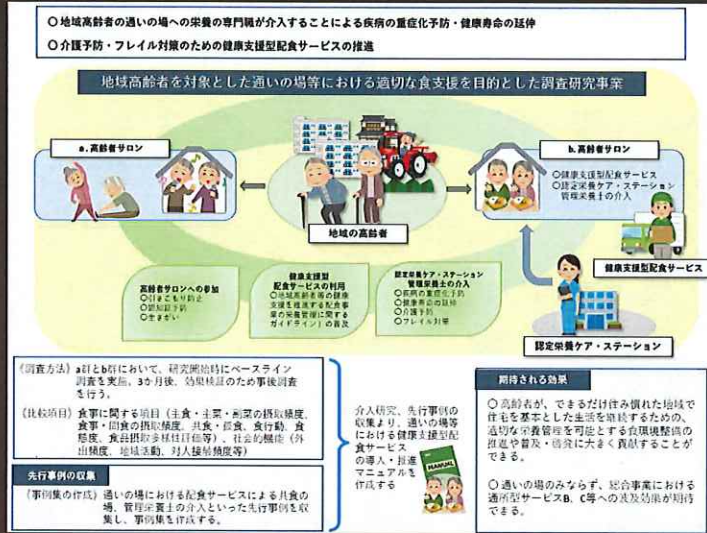 ○ 地域高齢者の通いの場への栄養の専門職が介入することによる疾病の重症化予防・健康寿命の延伸
○ 介護予防・フレイル対策のための健康支援型配食サービスの推進
地域高齢者を対象とした通いの場等における適切な食支援を目的とした調査研究事業
a.高齢者サロン
地域の高齢者
b.高齢者サロン
○健康支援型配食サービス
○認定栄養ケア・ステーション
管理栄養士の介入
健康支援型配食サービス
認定栄養ケア・ステーション
高齢者サロンへの参加
○引きこもり防止
○認知症予防
○生きがい
健康支援型
配食サービスの利用
○地域高齢者等の健康
支援を推進する配食事
業の栄養管理に関する
ガイドライン」の普及
認定栄養ケア・ステーション
管理栄養士の介入
○疾病の重症化予防
○健康寿命の延伸
○介護予防
○フレイル対策
(調査方法) a群とb群において、研究開始時にベースライン
調査を実施、3か月後、効果検証のため事後調査
を行う。
(比較項目) 食事に関する項目(主食・主菜・副菜の摂取頻度、
食事・間食の摂取頻度、共食・孤食、食行動、食
態度、食品摂取多様性評価等)、社会的機能(外
出頻度、地域活動、対人接触頻度等)
先行事例の収集
(事例集の作成) 通いの場における配食サービスによる共食の
場、管理栄養士の介入といった先行事例を収
集し、事例集を作成する。
介入研究、先行事例の
収集より、通いの場等
における健康支援型配
食サービス
の導入・推進
マニュアルを
作成する
MANUAL
期待される効果
○ 高齢者が、できるだけ住み慣れた地域で
住宅を基本とした生活を継続するための、
適切な栄養管理を可能とする食環境整備の
推進や普及・啓発に大きく貢献することが
できる。
○ 通いの場のみならず、総合事業における
通所型サービスB、C等への波及効果が期待
できる。